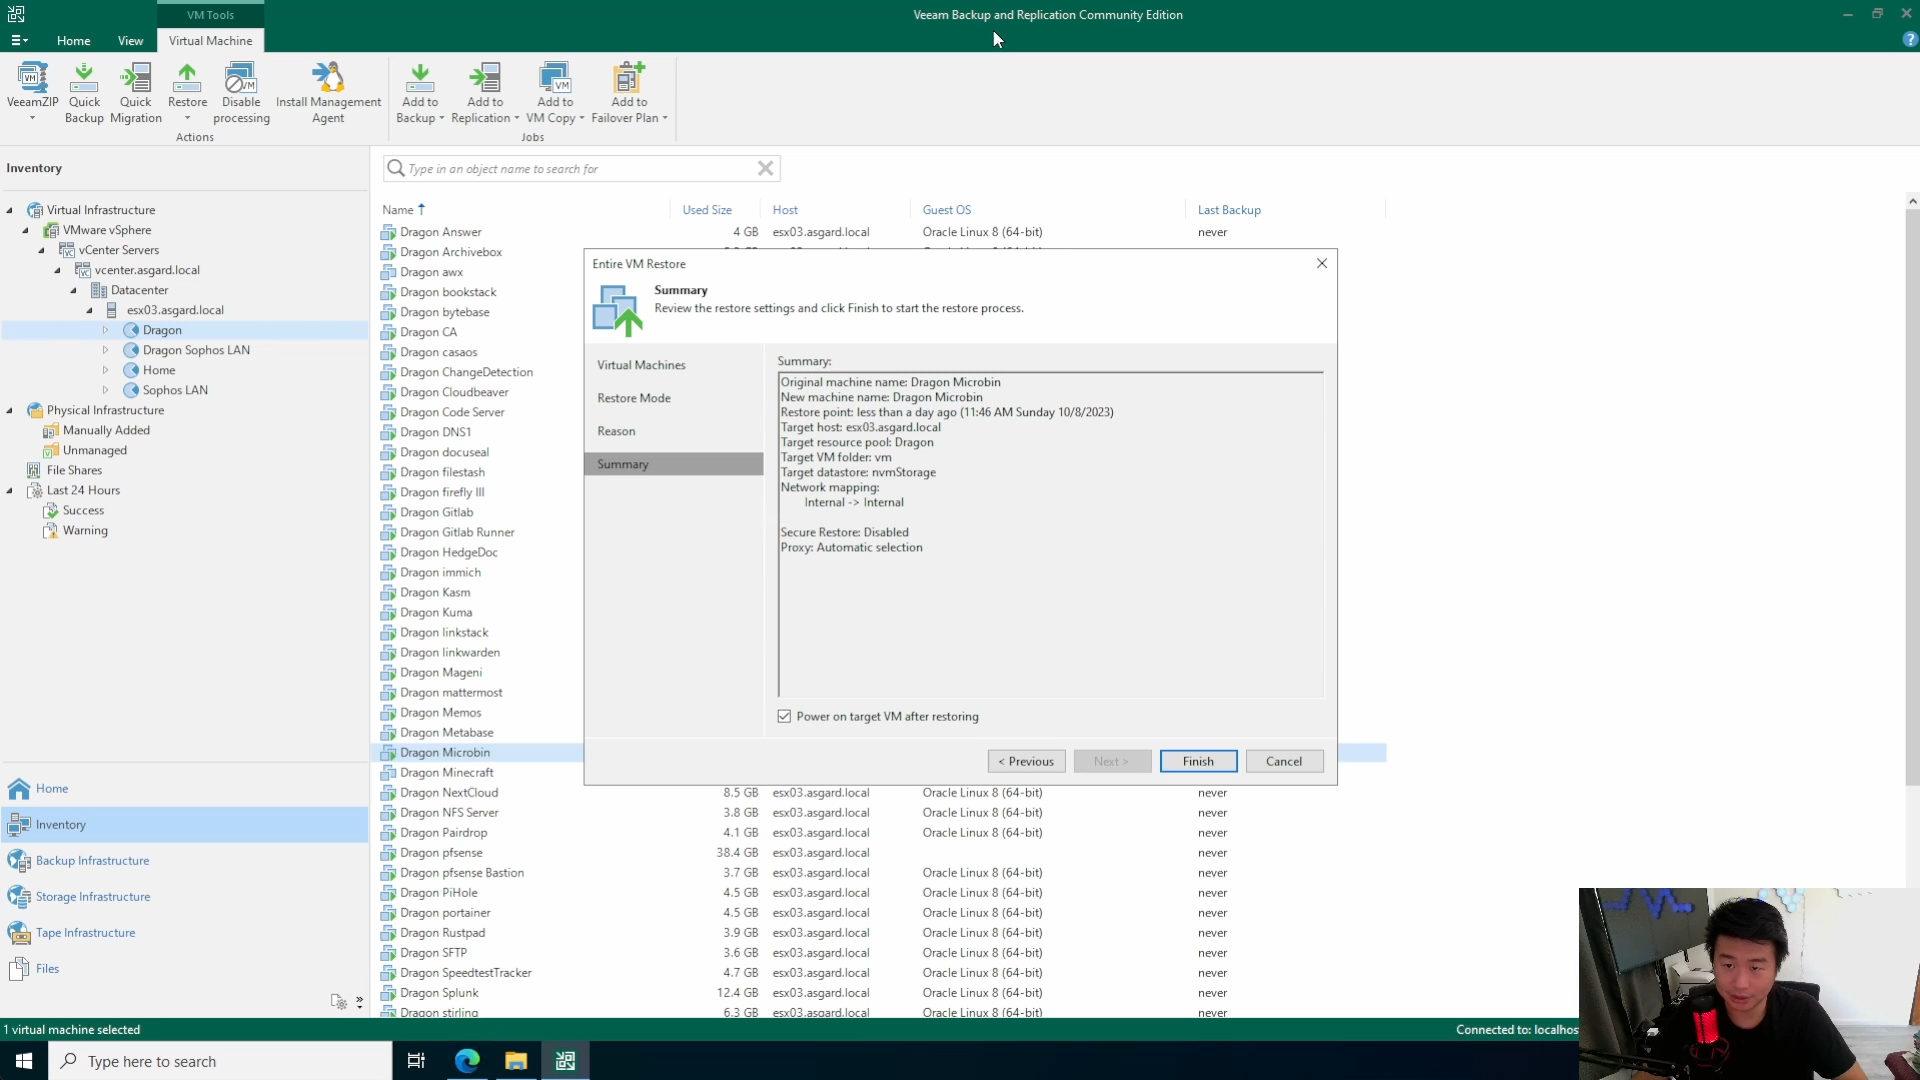 VM Tools
Veeam Backup and Replication Community Edition
Home
View
Virtual Machine
VeeamZIP
Quick Backup
Quick Migration
Restore
Disable processing
Install Management Agent
Add to Backup
Add to Replication
Add to VM Copy
Add to Failover Plan
Actions
Jobs
Inventory
Type in an object name to search for
Virtual Infrastructure
VMware vSphere
vCenter Servers
vcenter.asgard.local
Datacenter
esx03.asgard.local
Dragon
Dragon Sophos LAN
Home
Sophos LAN
Physical Infrastructure
Manually Added
Unmanaged
File Shares
Last 24 Hours
Success
Warning
Home
Inventory
Backup Infrastructure
Storage Infrastructure
Tape Infrastructure
Files
Name Used Size Host Guest OS Last Backup
Dragon Answer 4 GB esx03.asgard.local Oracle Linux 8 (64-bit) never
Dragon Archivebox
Dragon awx
Dragon bookstack
Dragon bytebase
Dragon CA
Dragon casaos
Dragon ChangeDetection
Dragon Cloudbeaver
Dragon Code Server
Dragon DNS1
Dragon docuseal
Dragon filestash
Dragon firefly III
Dragon Gitlab
Dragon Gitlab Runner
Dragon HedgeDoc
Dragon immich
Dragon Kasm
Dragon Kuma
Dragon linkstack
Dragon linkwarden
Dragon Mageni
Dragon mattermost
Dragon Memos
Dragon Metabase
Dragon Microbin
Dragon Minecraft
Dragon NextCloud 8.5 GB esx03.asgard.local Oracle Linux 8 (64-bit) never
Dragon NFS Server 3.8 GB esx03.asgard.local Oracle Linux 8 (64-bit) never
Dragon Pairdrop 4.1 GB esx03.asgard.local Oracle Linux 8 (64-bit) never
Dragon pfsense 38.4 GB esx03.asgard.local never
Dragon pfsense Bastion 3.7 GB esx03.asgard.local Oracle Linux 8 (64-bit) never
Dragon PiHole 4.5 GB esx03.asgard.local Oracle Linux 8 (64-bit) never
Dragon portainer 4.5 GB esx03.asgard.local Oracle Linux 8 (64-bit) never
Dragon Rustpad 3.9 GB esx03.asgard.local Oracle Linux 8 (64-bit) never
Dragon SFTP 3.6 GB esx03.asgard.local Oracle Linux 8 (64-bit) never
Dragon SpeedtestTracker 4.7 GB esx03.asgard.local Oracle Linux 8 (64-bit) never
Dragon Splunk 12.4 GB esx03.asgard.local Oracle Linux 8 (64-bit) never
Dragon stirling 6.3 GB esx03.asgard.local Oracle Linux 8 (64-bit) never
Entire VM Restore
Summary
Review the restore settings and click Finish to start the restore process.
Virtual Machines
Restore Mode
Reason
Summary
Summary:
Original machine name: Dragon Microbin
New machine name: Dragon Microbin
Restore point: less than a day ago (11:46 AM Sunday 10/8/2023)
Target host: esx03.asgard.local
Target resource pool: Dragon
Target VM folder: vm
Target datastore: nvmStorage
Network mapping:
Internal -> Internal
Secure Restore: Disabled
Proxy: Automatic selection
Power on target VM after restoring
< Previous
Next >
Finish
Cancel
1 virtual machine selected
Connected to: localhos
Type here to search